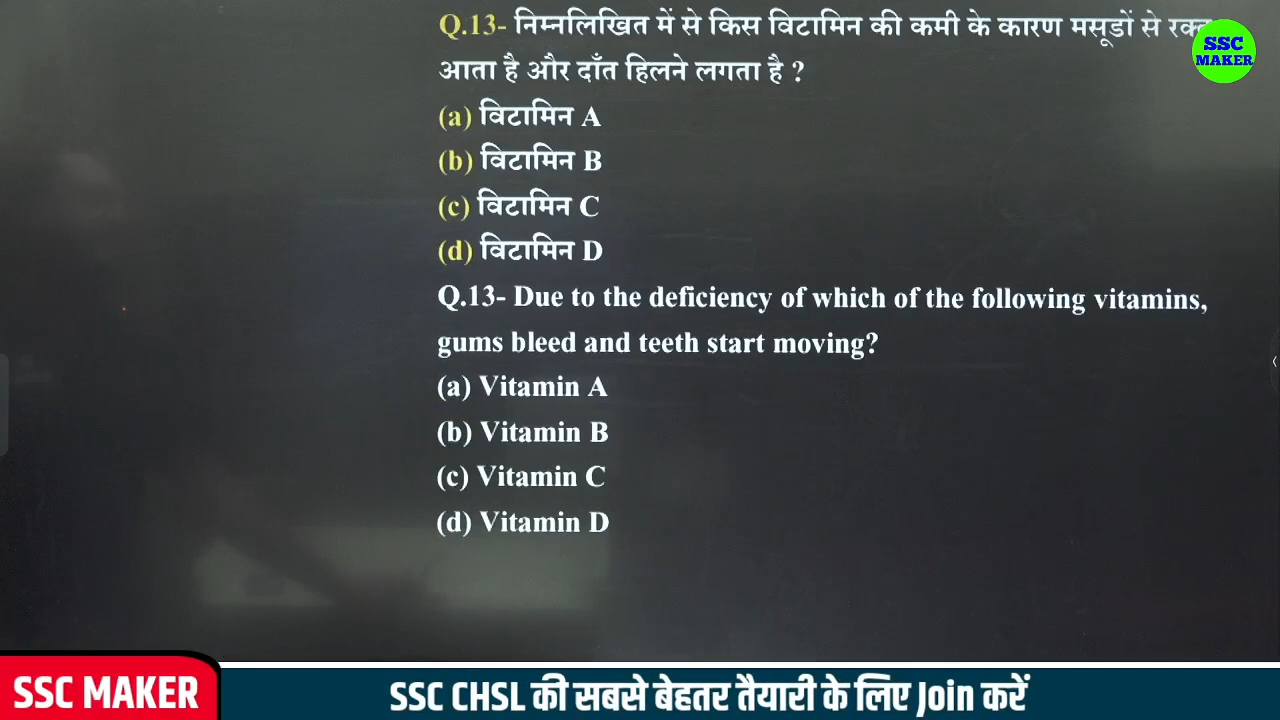 Q.13- निम्नलिखित में से किस विटामिन की कमी के कारण मसूडों से
आता है और दाँत हिलने लगता है ?
(a) विटामिन A
(b) विटामिन B
(c) विटामिन C
(d) विटामिन D
Q.13- Due to the deficiency of which of the following vitamins,
gums bleed and teeth start moving?
(a) Vitamin A
(b) Vitamin B
(c) Vitamin C
(d) Vitamin D
SSC
MAKER
SSC MAKER
SSC CHSL की सबसे बेहतर तैयारी के लिए Join करें